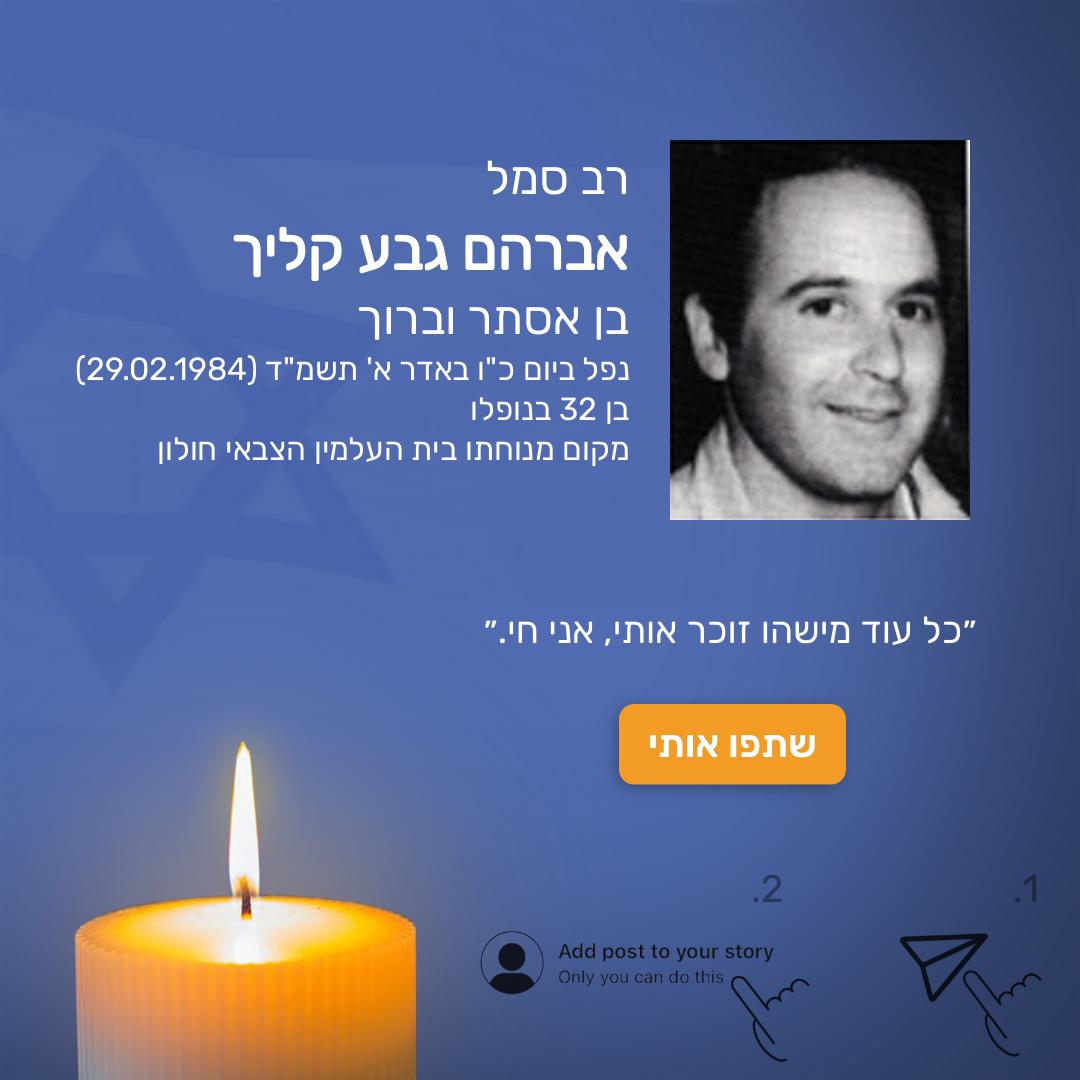 רב סמל
אברהם גבע קליך
בן אסתר וברוך
נפל ביום כ"ו באדר א' תשמ"ד (29.02.1984)
בן 32 בנופלו
מקום מנוחתו בית העלמין הצבאי חולון
״כל עוד מישהו זוכר אותי, אני חי.״
שתפו אותי
1.
2.
Add post to your story
Only you can do this